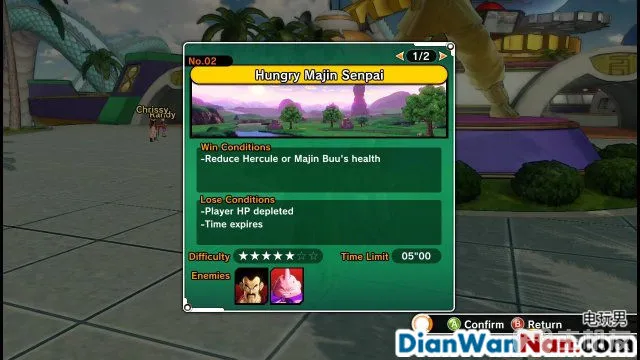 No.02
1/2
Hungry Majin Senpai
Chrissy
Randy
Win Conditions
-Reduce Hercule or Majin Buu's health
Lose Conditions
-Player HP depleted
-Time expires
Difficulty ★★★★★☆☆ Time Limit 05"00
Enemies
电玩男
A Confirm B Return
DianWanNan.com